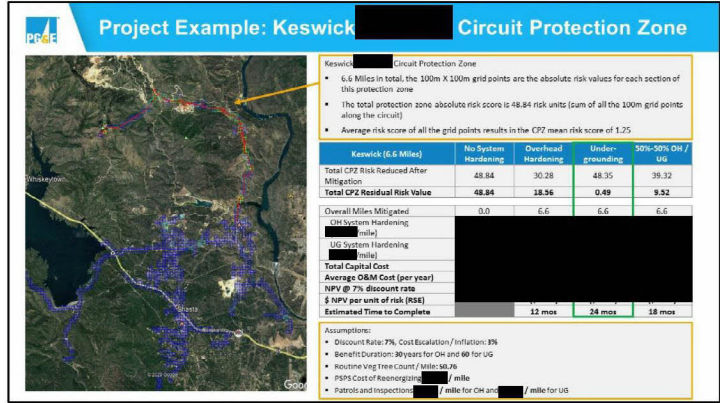 PG&E
Project Example: Keswick Circuit Protection Zone
Keswick Circuit Protection Zone
▪ 6.6 Miles in total, the 100m X 100m grid points are the absolute risk values for each section of
this protection zone
▪ The total protection zone absolute risk score is 48.84 risk units (sum of all the 100m grid points
along the circuit)
▪ Average risk score of all the grid points results in the CPZ mean risk score of 1.25
Keswick (6.6 Miles) No System Hardening Overhead Hardening Under-grounding 50%-50% OH / UG
Total CPZ Risk Reduced After Mitigation 48.84 30.28 48.35 39.32
Total CPZ Residual Risk Value 48.84 18.56 0.49 9.52
Overall Miles Mitigated 0.0 6.6 6.6 6.6
OH System Hardening
/mile)
UG System Hardening
/mile)
Total Capital Cost
Average O&M Cost (per year)
NPV @ 7% discount rate
$ NPV per unit of risk (RSE)
Estimated Time to Complete 12 mos 24 mos 18 mos
Assumptions:
▪ Discount Rate: 7%, Cost Escalation / Inflation: 3%
▪ Benefit Duration: 30 years for OH and 60 for UG
▪ Routine Veg Tree Count / Mile: 50.76
▪ PSPS Cost of Reenergizing / mile
▪ Patrols and Inspections / mile for OH and / mile for UG
Whiskeytown
Shasta
© 2020 Google
Goo